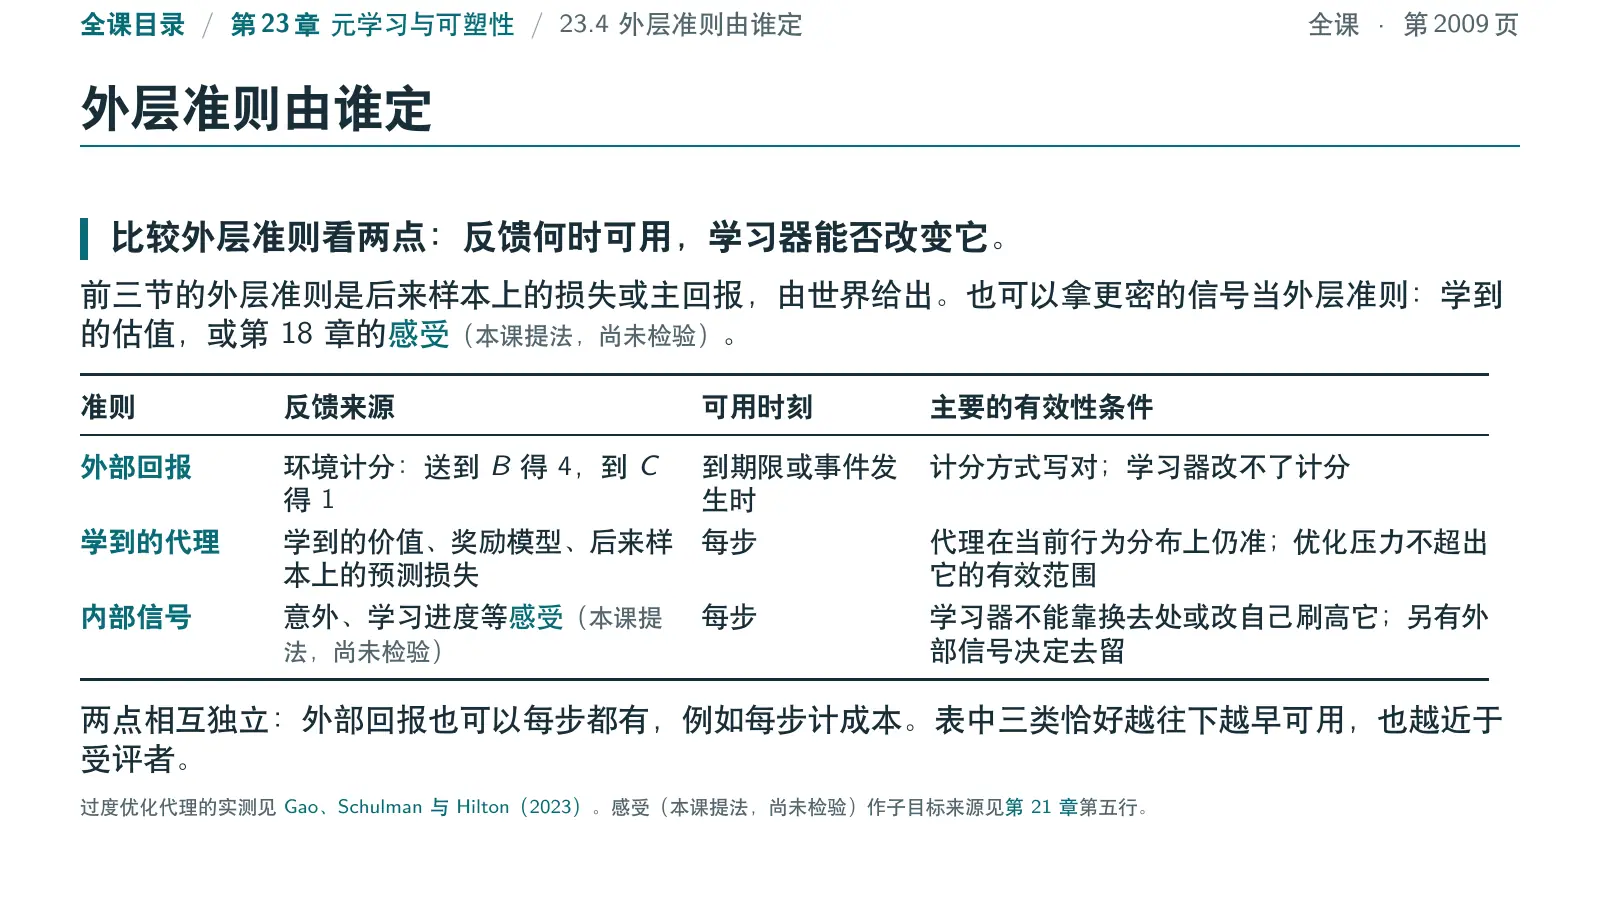 全课目录 / 第 23 章 元学习与可塑性 / 23.4 外层准则由谁定
全课 · 第 2009 页
外层准则由谁定
比较外层准则看两点：反馈何时可用，学习器能否改变它。
前三节的外层准则是后来样本上的损失或主回报，由世界给出。也可以拿更密的信号当外层准则：学到
的估值，或第 18 章的感受（本课提法，尚未检验）。
准则 反馈来源 可用时刻 主要的有效性条件
外部回报 环境计分：送到 B 得 4，到 C 到期限或事件发 计分方式写对；学习器改不了计分
得 1 生时
学到的代理 学到的价值、奖励模型、后来样 每步 代理在当前行为分布上仍准；优化压力不超出
本上的预测损失 它的有效范围
内部信号 意外、学习进度等感受（本课提 每步 学习器不能靠换去处或改自己刷高它；另有外
法，尚未检验） 部信号决定去留
两点相互独立：外部回报也可以每步都有，例如每步计成本。表中三类恰好越往下越早可用，也越近于
受评者。
过度优化代理的实测见 Gao、Schulman 与 Hilton（2023）。感受（本课提法，尚未检验）作子目标来源见第 21 章第五行。